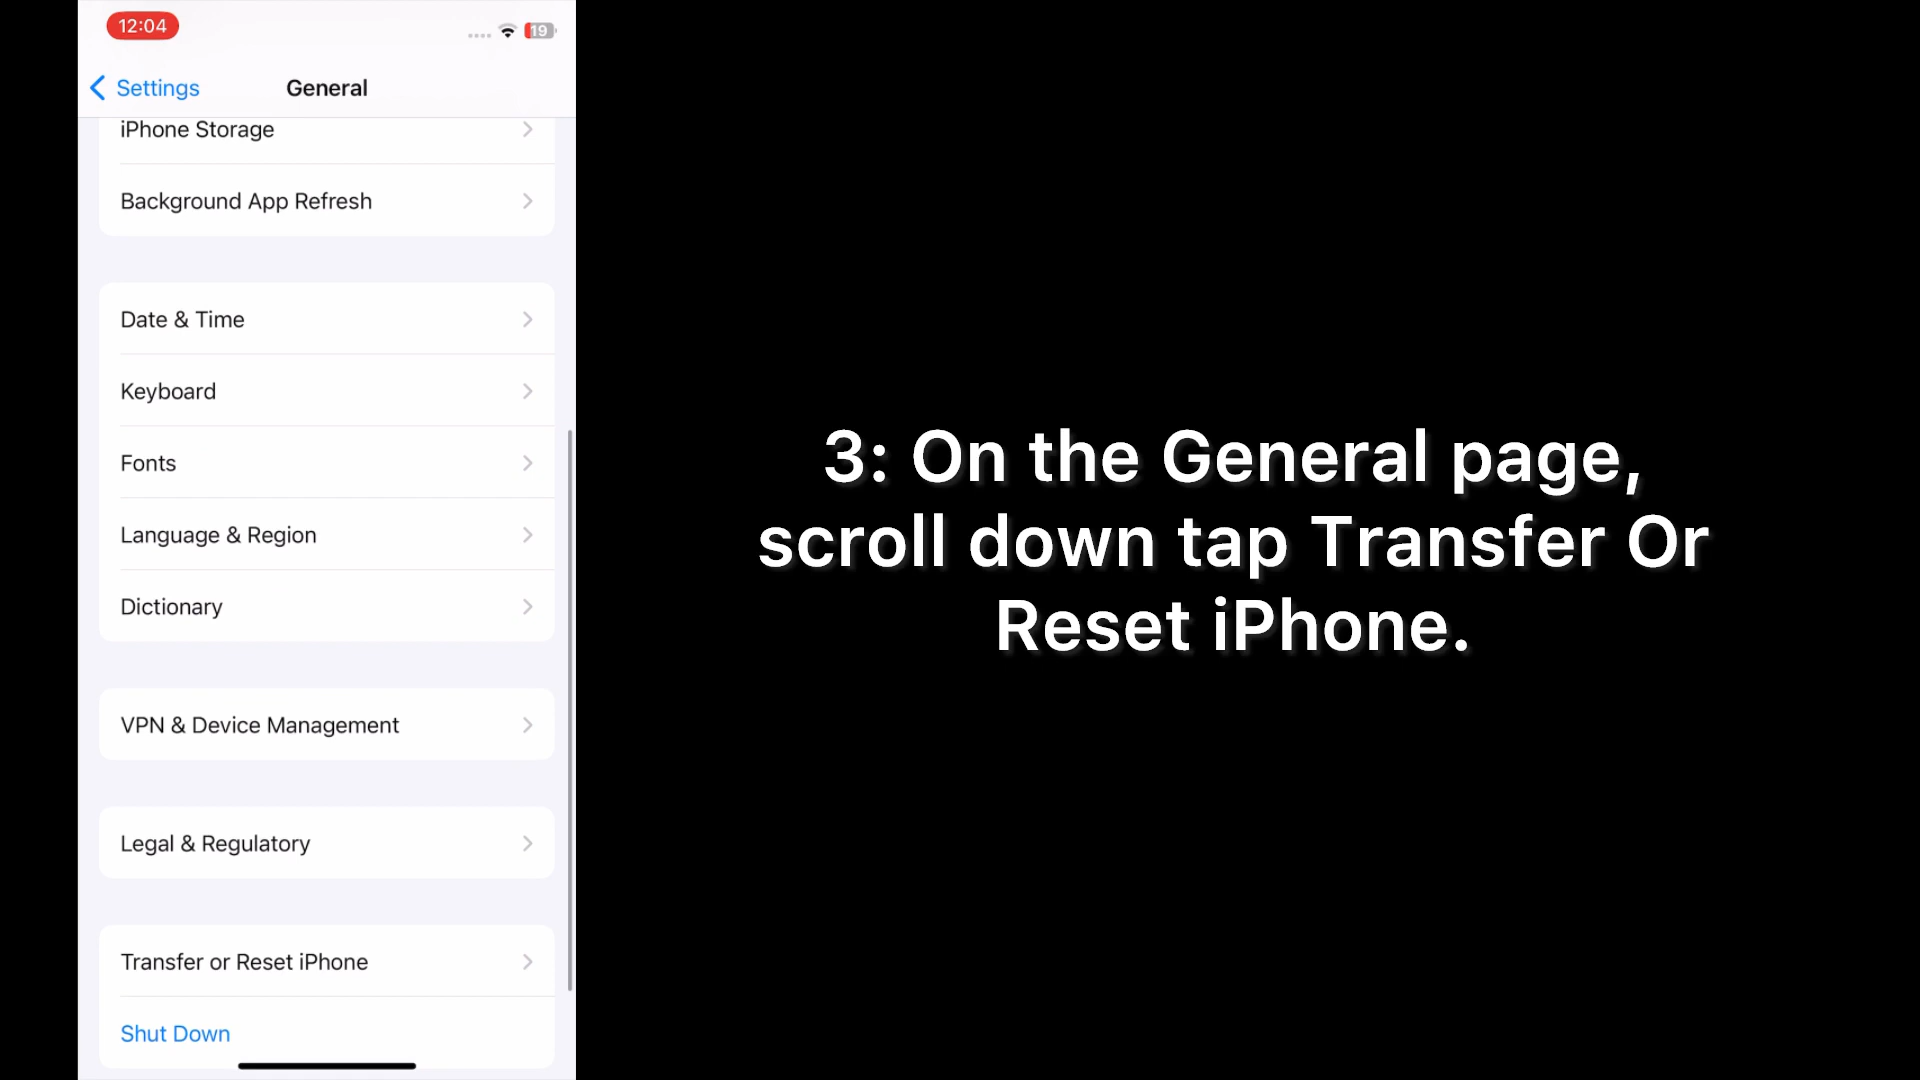 12:04
19
Settings
General
iPhone Storage
Background App Refresh
Date & Time
Keyboard
Fonts
Language & Region
Dictionary
VPN & Device Management
Legal & Regulatory
Transfer or Reset iPhone
Shut Down
3: On the General page,
scroll down tap Transfer Or
Reset iPhone.